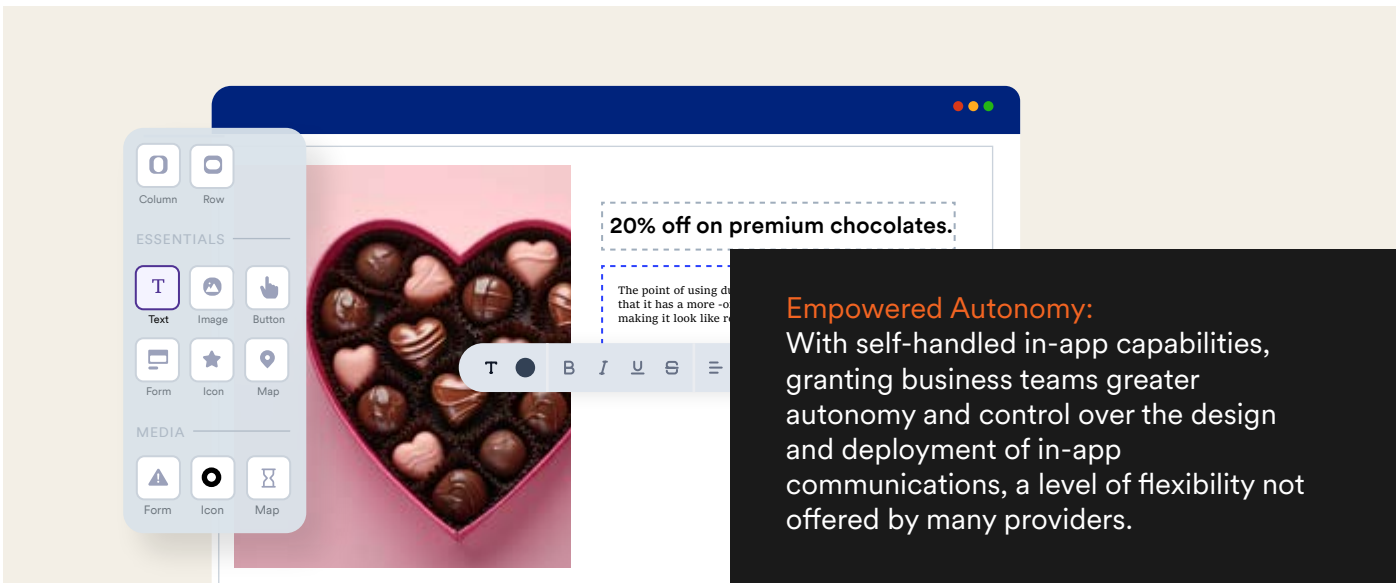 Column Row
ESSENTIALS
T
Text Image Button
Form Icon Map
MEDIA
Form Icon Map
20% off on premium chocolates.
The point of using
that it has a more
making it look like
T B I U S
Empowered Autonomy:
With self-handled in-app capabilities,
granting business teams greater
autonomy and control over the design
and deployment of in-app
communications, a level of flexibility not
offered by many providers.